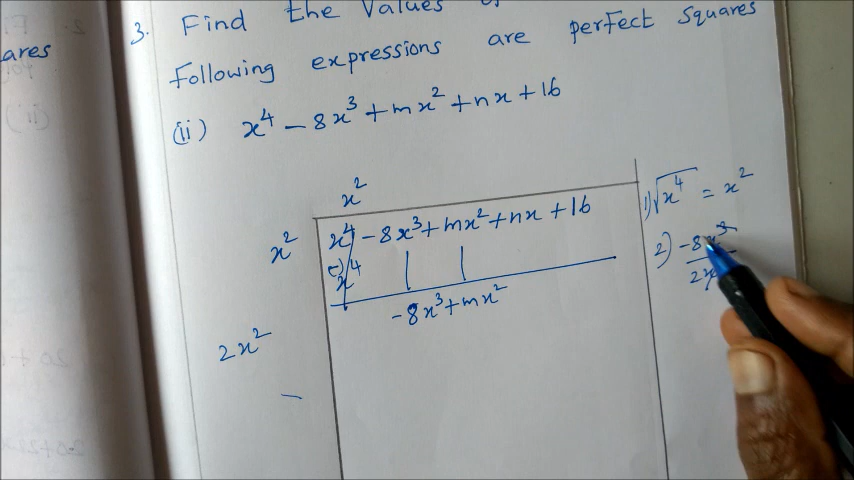 ares
3. Find the Values
following expressions are perfect squares
(ii) x⁴ - 8x³ + mx² + nx + 16
x²
x² x⁴ - 8x³ + mx² + nx + 16
(-) x⁴
-8x³ + mx²
2x²
-
1) √x⁴ = x²
2) -8x³
2x